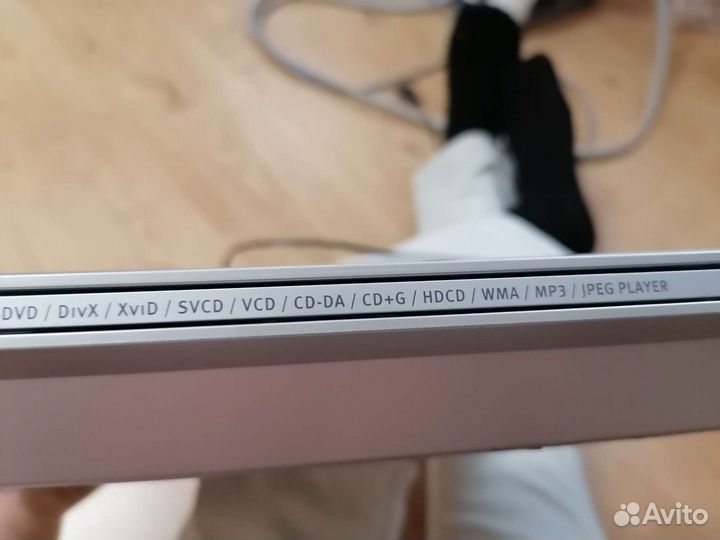 DVD / DivX / XviD / SVCD / VCD / CD-DA / CD+G / HDCD / WMA / MP3 / JPEG PLAYER
Avito